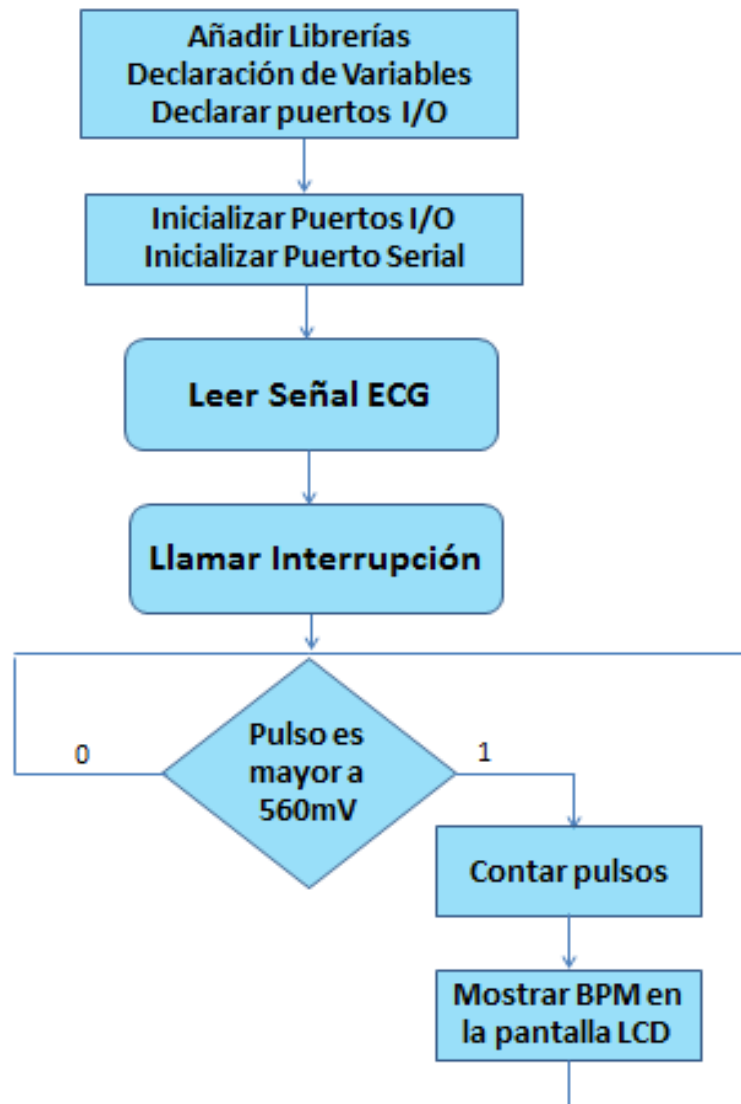 Añadir Librerías
Declaración de Variables
Declarar puertos I/O
Inicializar Puertos I/O
Inicializar Puerto Serial
Leer Señal ECG
Llamar Interrupción
Pulso es
mayor a
560mV
0
1
Contar pulsos
Mostrar BPM en
la pantalla LCD